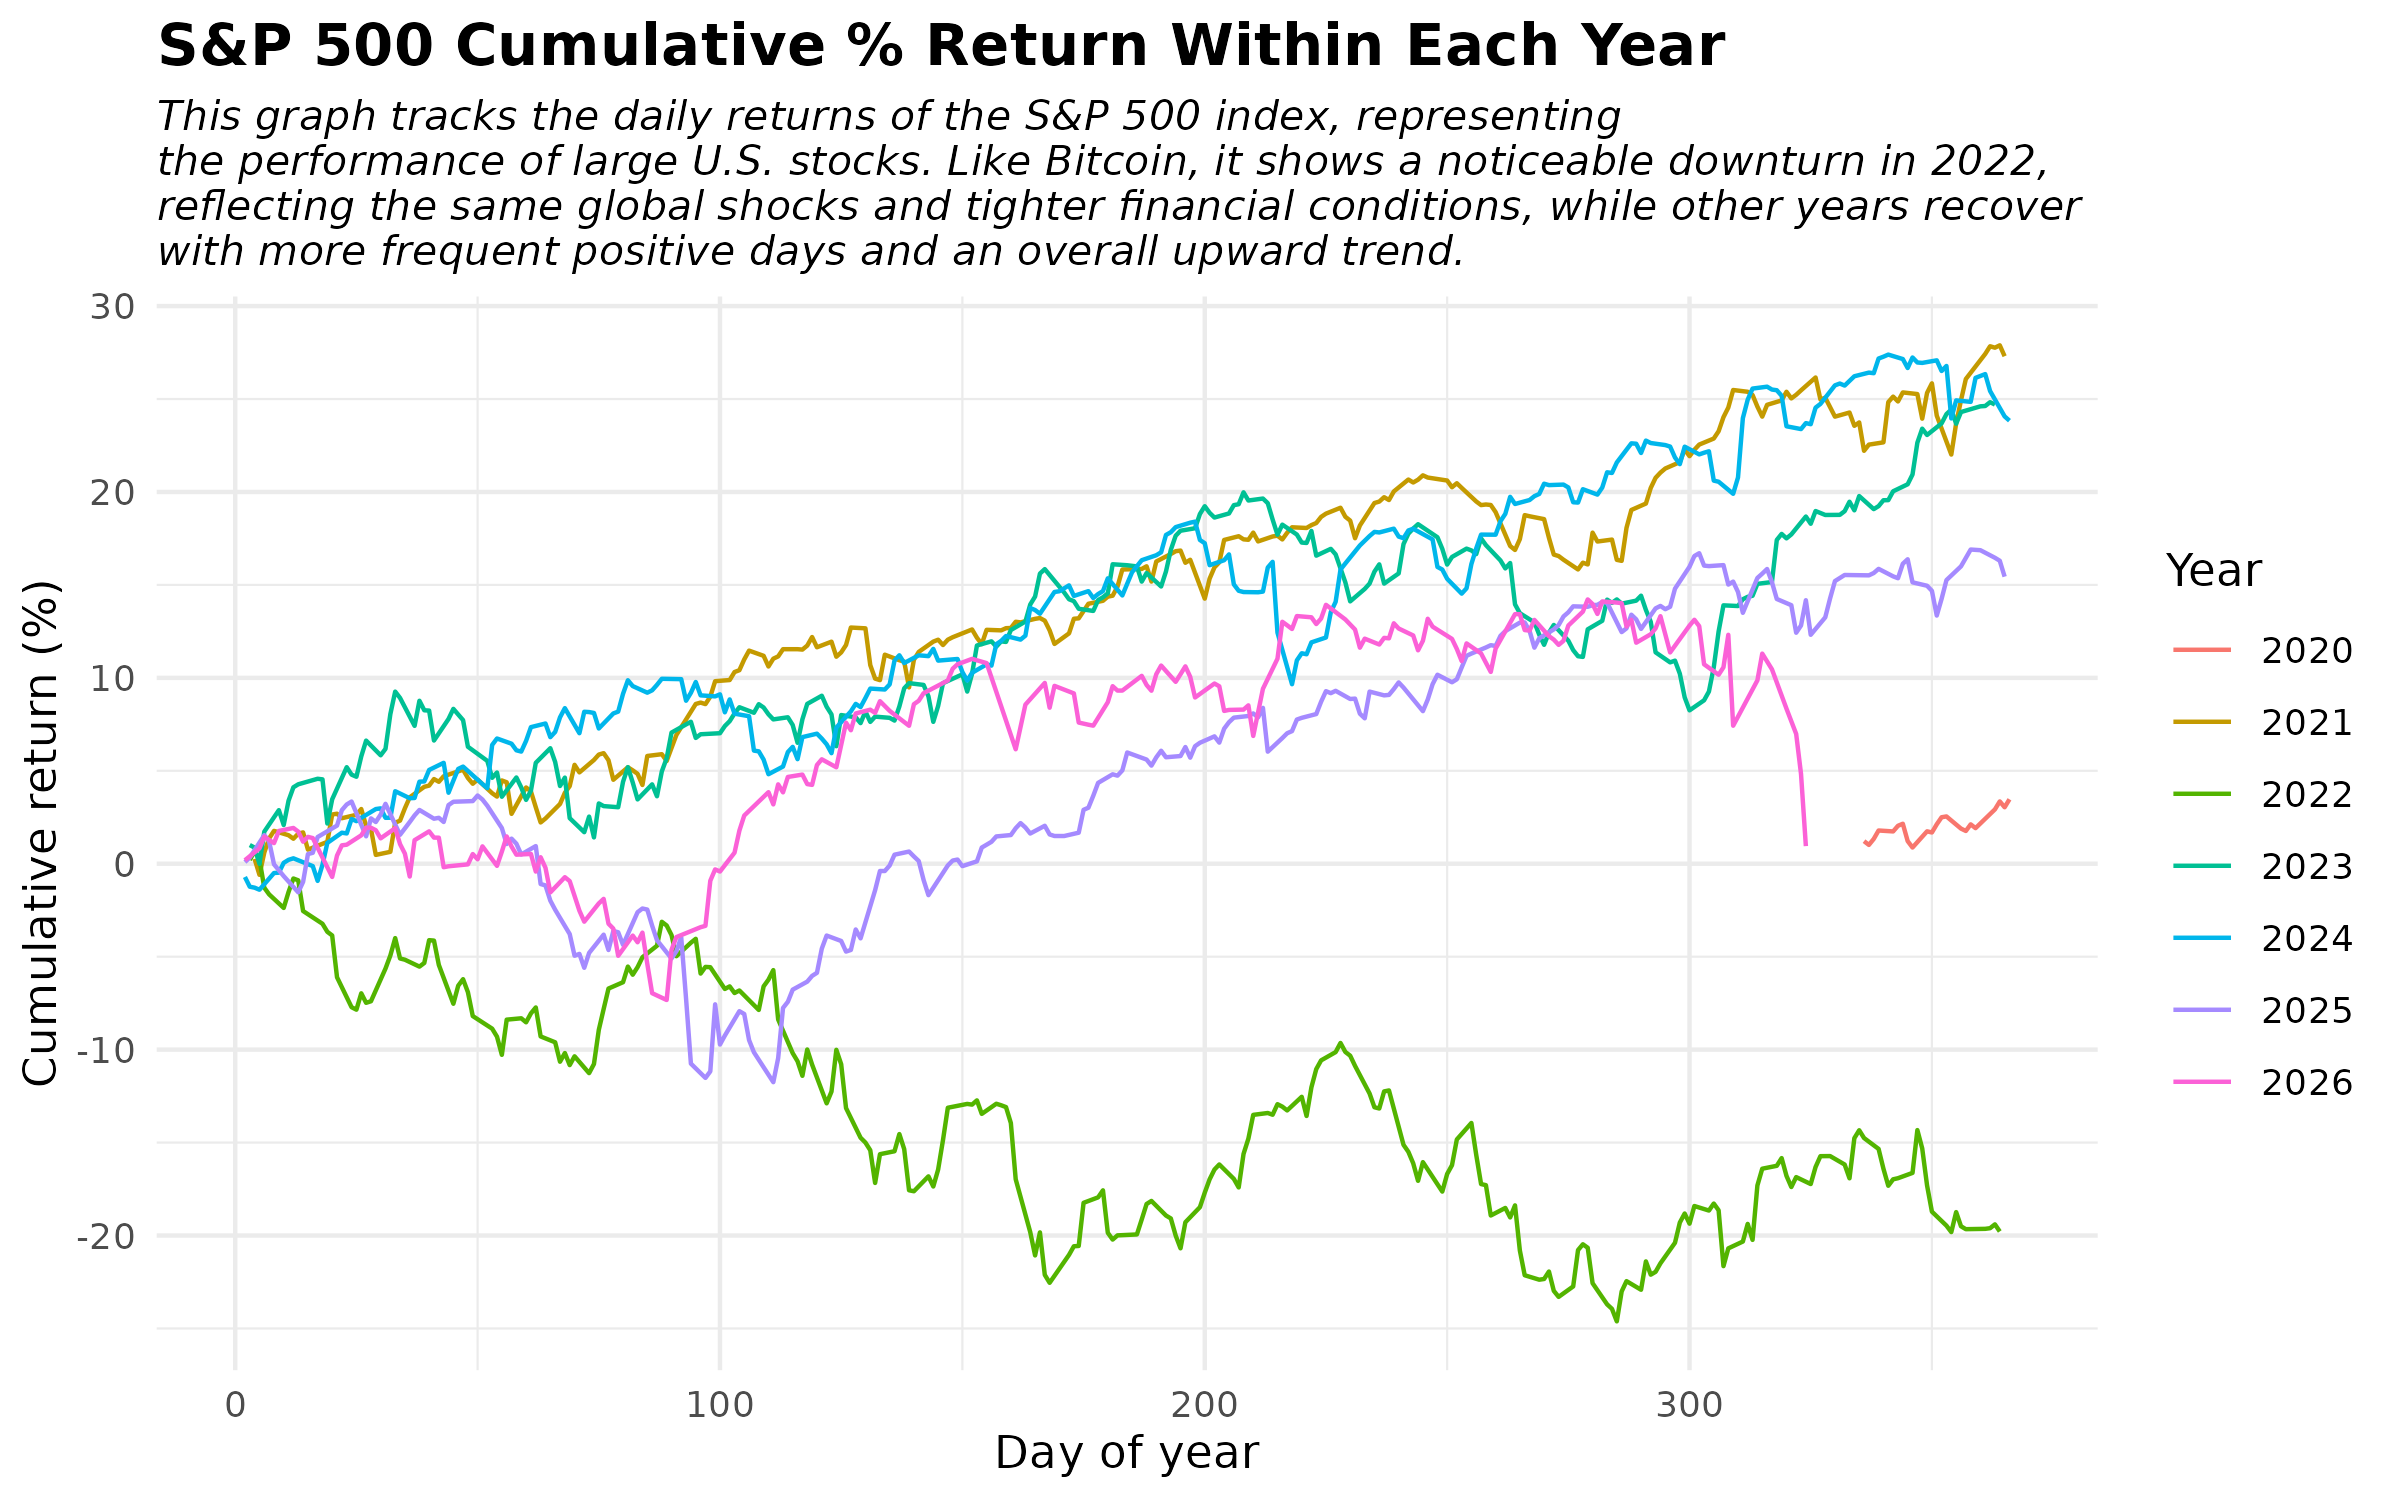 S&P 500 Cumulative % Return Within Each Year
This graph tracks the daily returns of the S&P 500 index, representing
the performance of large U.S. stocks. Like Bitcoin, it shows a noticeable downturn in 2022,
reflecting the same global shocks and tighter financial conditions, while other years recover
with more frequent positive days and an overall upward trend.
Cumulative return (%)
30
20
10
0
-10
-20
0
100
200
300
Day of year
Year
2020
2021
2022
2023
2024
2025
2026